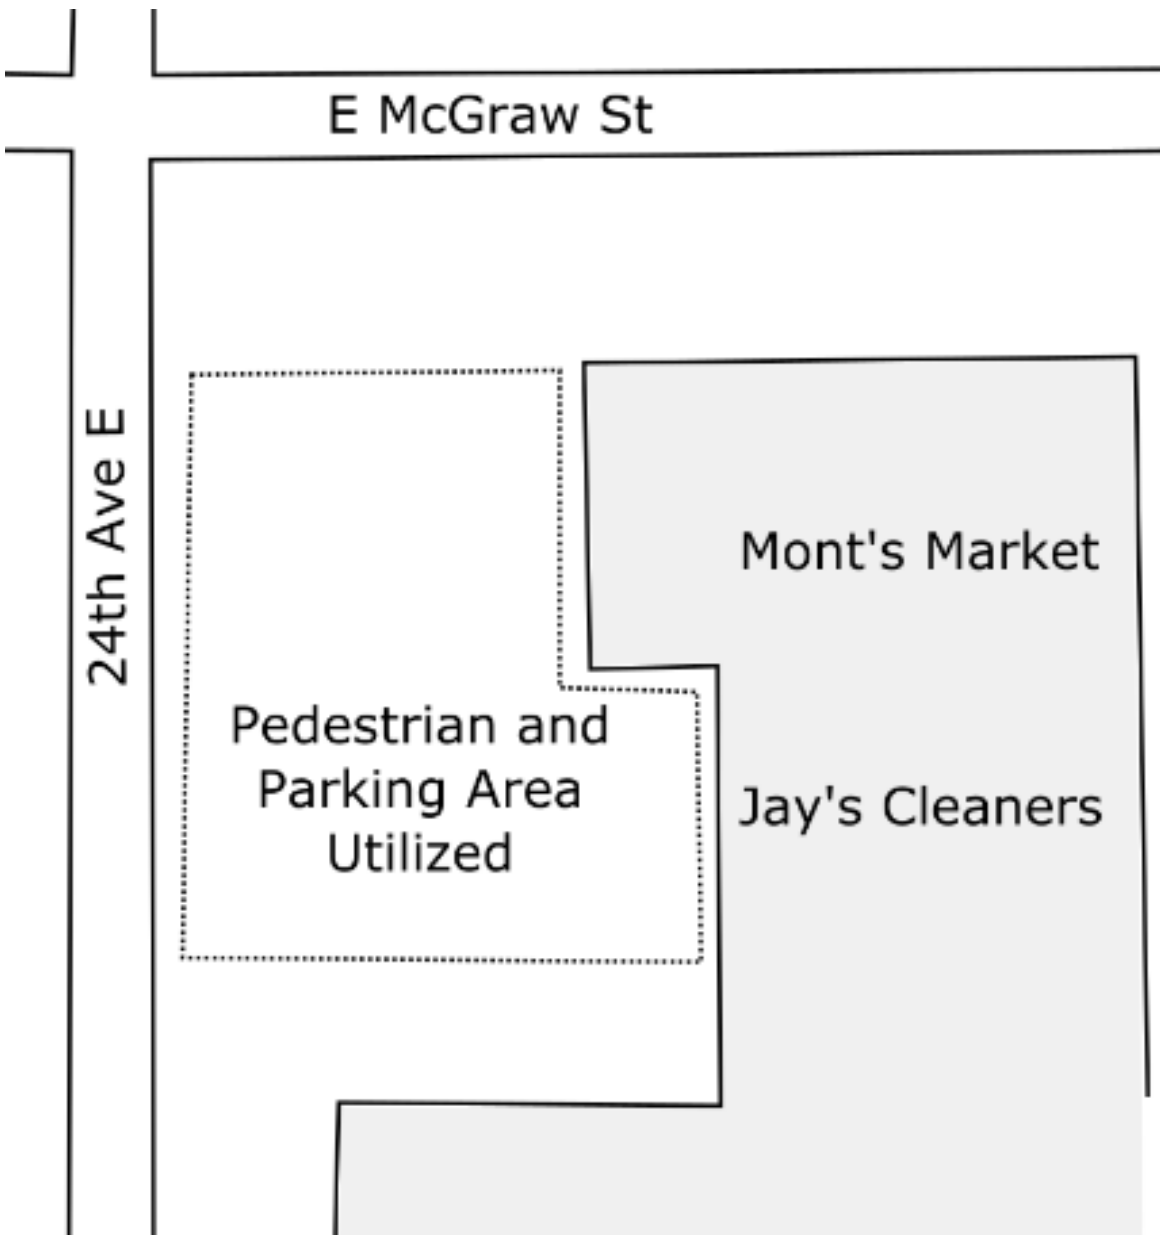 E McGraw St
24th Ave E
Mont's Market
Pedestrian and
Parking Area
Utilized
Jay's Cleaners